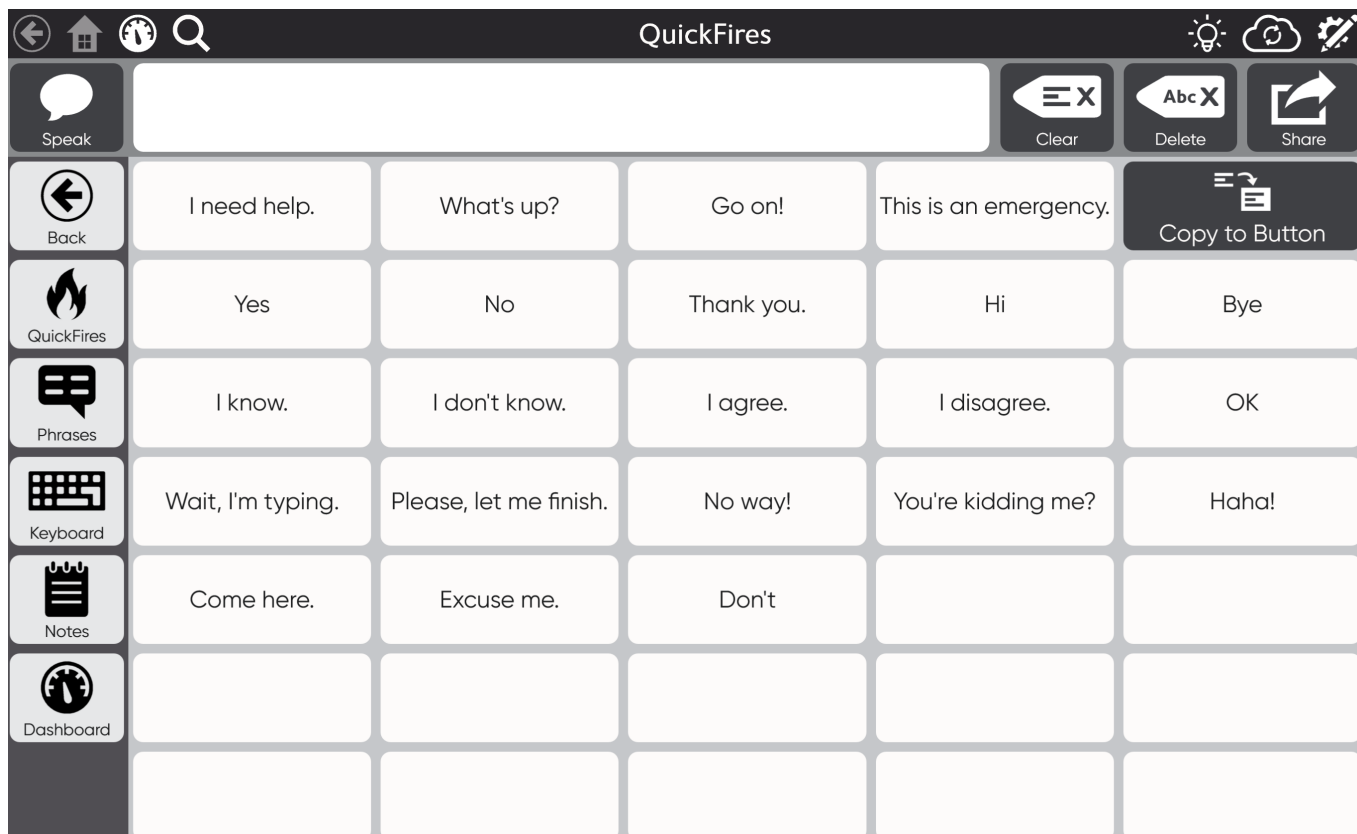 QuickFires
Speak
Abc X
Clear
Delete
Share
Back
I need help.
What's up?
Go on!
This is an emergency.
Copy to Button
QuickFires
Yes
No
Thank you.
Hi
Bye
Phrases
I know.
I don't know.
I agree.
I disagree.
OK
Keyboard
Wait, I'm typing.
Please, let me finish.
No way!
You're kidding me?
Haha!
Notes
Come here.
Excuse me.
Don't
Dashboard